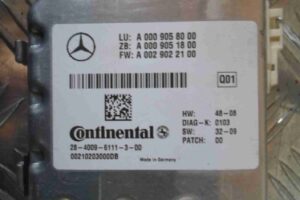 LU: A 000 905 80 00
ZB: A 000 905 18 00
FW: A 002 902 21 00
Q01
HW: 48-08
DIAG-K: 0103
SW: 32-09
PATCH: 00
Continental
28-4009-6111-3-00
00210203000DB
Made in Germany